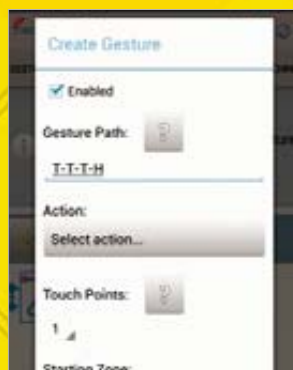 Create Gesture
Enabled
Gesture Path:
?
T-T-T-H
Action:
Select action...
Touch Points:
?
1
Starting Zone: